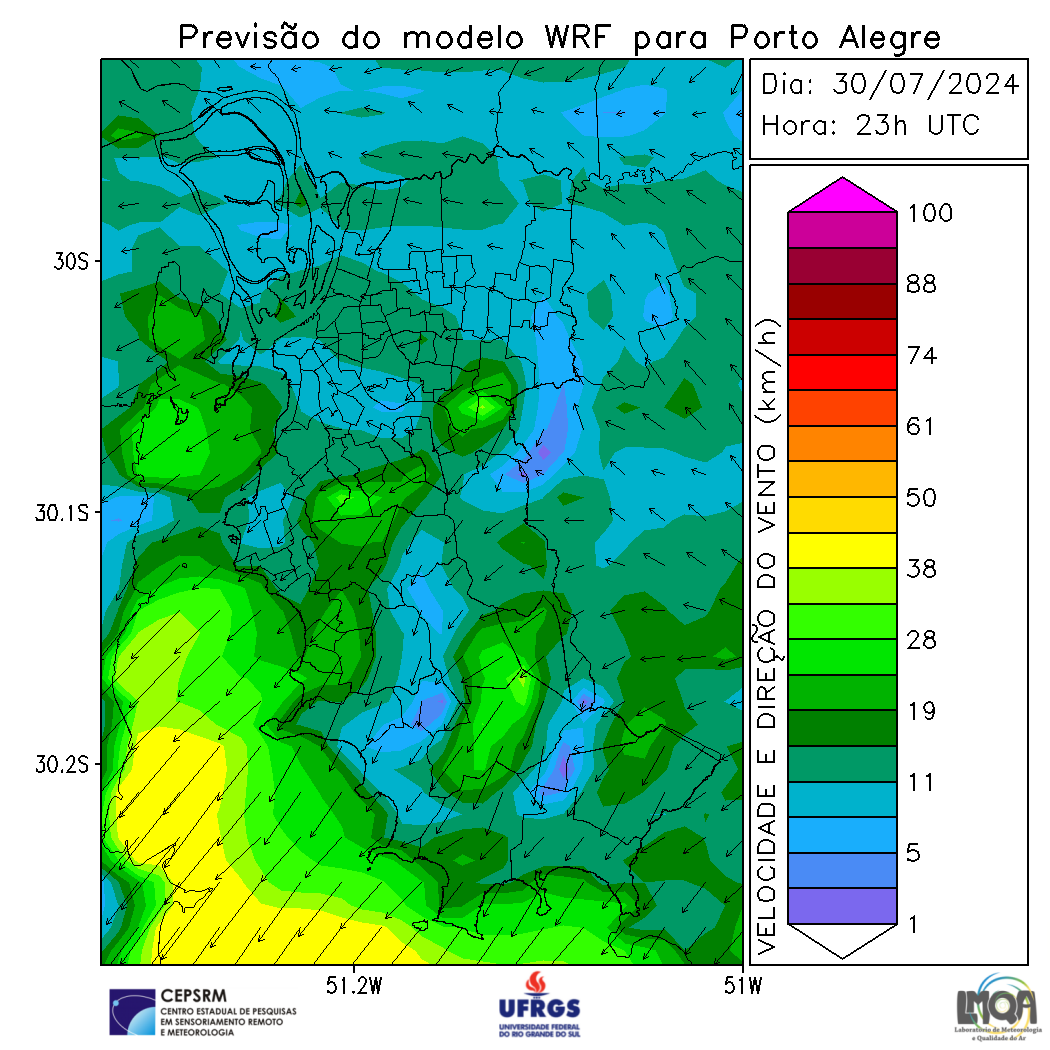 Previsão do modelo WRF para Porto Alegre
Dia: 30/07/2024
Hora: 23h UTC
30S
30.1S
30.2S
51.2W
51W
VELOCIDADE E DIREÇÃO DO VENTO (km/h)
100
88
74
61
50
38
28
19
11
5
1
CEPSRM
CENTRO ESTADUAL DE PESQUISAS
EM SENSORIAMENTO REMOTO
E METEOROLOGIA
UFRGS
UNIVERSIDADE FEDERAL
DO RIO GRANDE DO SUL
LMQA
Laboratório de Meteorologia
e Qualidade do Ar